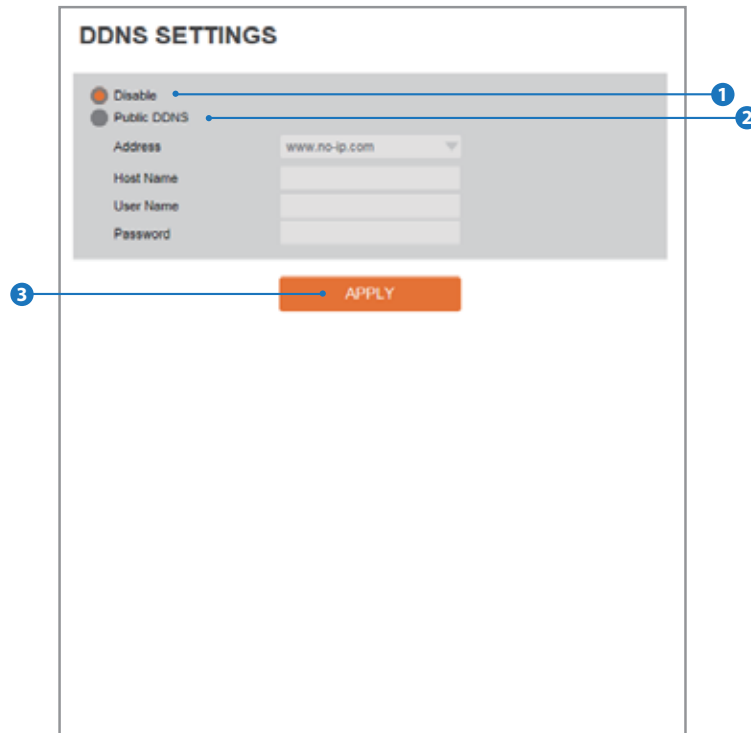 DDNS SETTINGS
Disable
1
Public DDNS
2
Address www.no-ip.com
Host Name
User Name
Password
3
APPLY